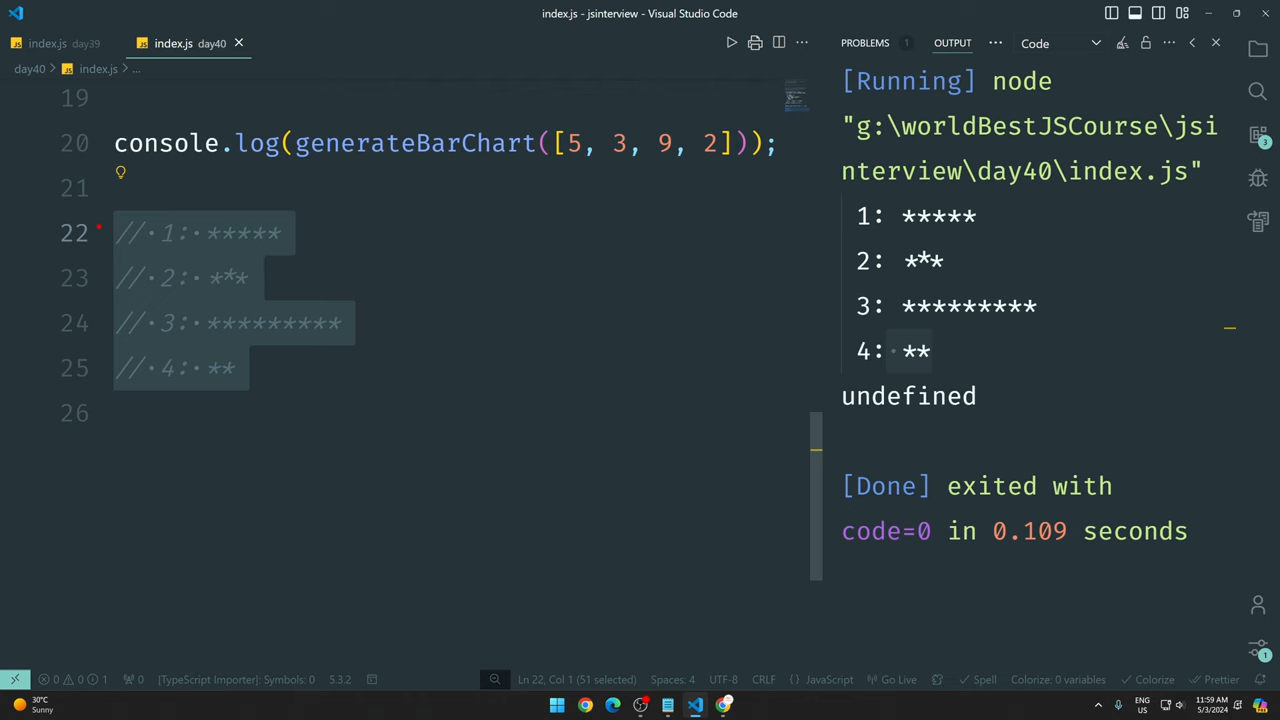 index.js - jsinterview - Visual Studio Code
index.js day39
index.js day40
day40 > index.js > ...
19
20 console.log(generateBarChart([5, 3, 9, 2]));
21
22 // 1: *****
23 // 2: ***
24 // 3: *********
25 // 4: **
26
PROBLEMS 1 OUTPUT ··· Code
[Running] node
"g:\worldBestJSCourse\jsi
nterview\day40\index.js"
1: *****
2: ***
3: *********
4: **
undefined
[Done] exited with
code=0 in 0.109 seconds
3
1
0 0 1 0 [TypeScript Importer]: Symbols: 0 5.3.2 Ln 22, Col 1 (51 selected) Spaces: 4 UTF-8 CRLF {} JavaScript Go Live Spell Colorize: 0 variables Colorize Prettier
30°C
Sunny
ENG
US
11:59 AM
5/3/2024